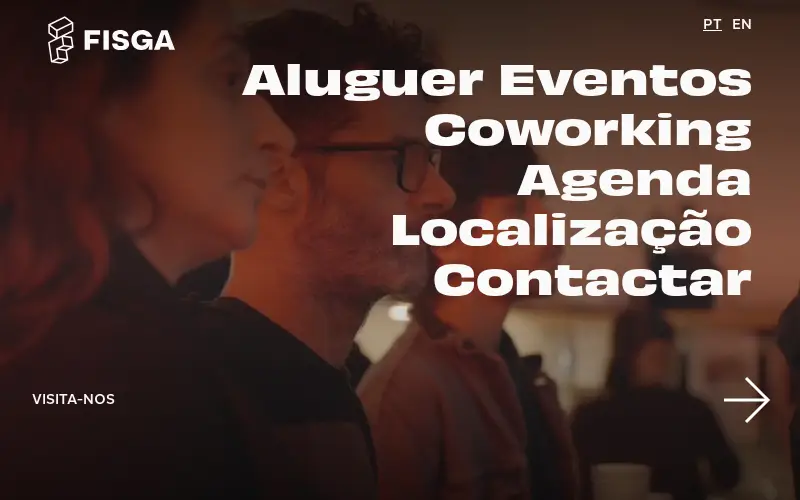 FISGA
PT EN
Aluguer Eventos
Coworking
Agenda
Localização
Contactar
VISITA-NOS